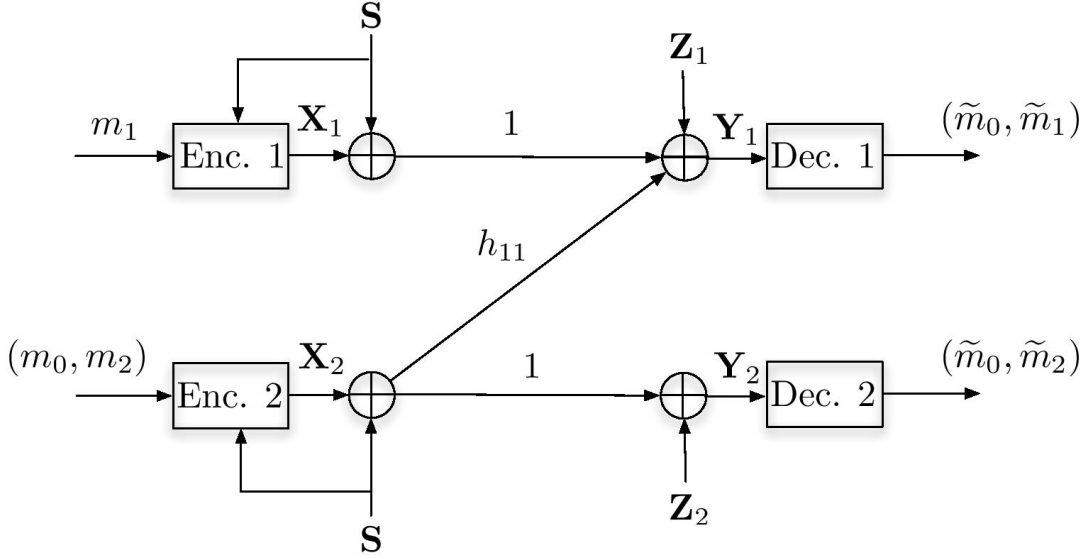 S
Z₁
m₁
X₁
1
Y₁
(m̃₀, m̃₁)
Enc. 1
Dec. 1
h₁₁
(m₀, m₂)
X₂
1
Y₂
(m̃₀, m̃₂)
Enc. 2
Dec. 2
Z₂
S